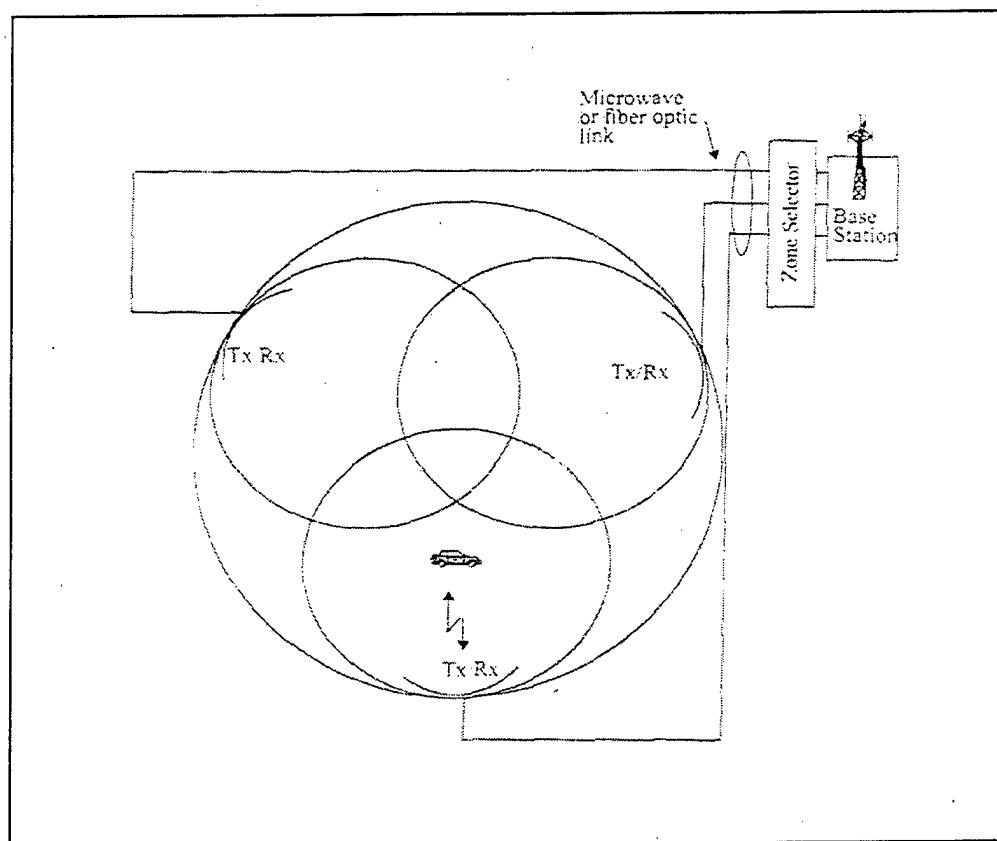 Microwave
or fiber optic
link
Zone Selector
Base
Station
Tx Rx
Tx/Rx
Tx Rx